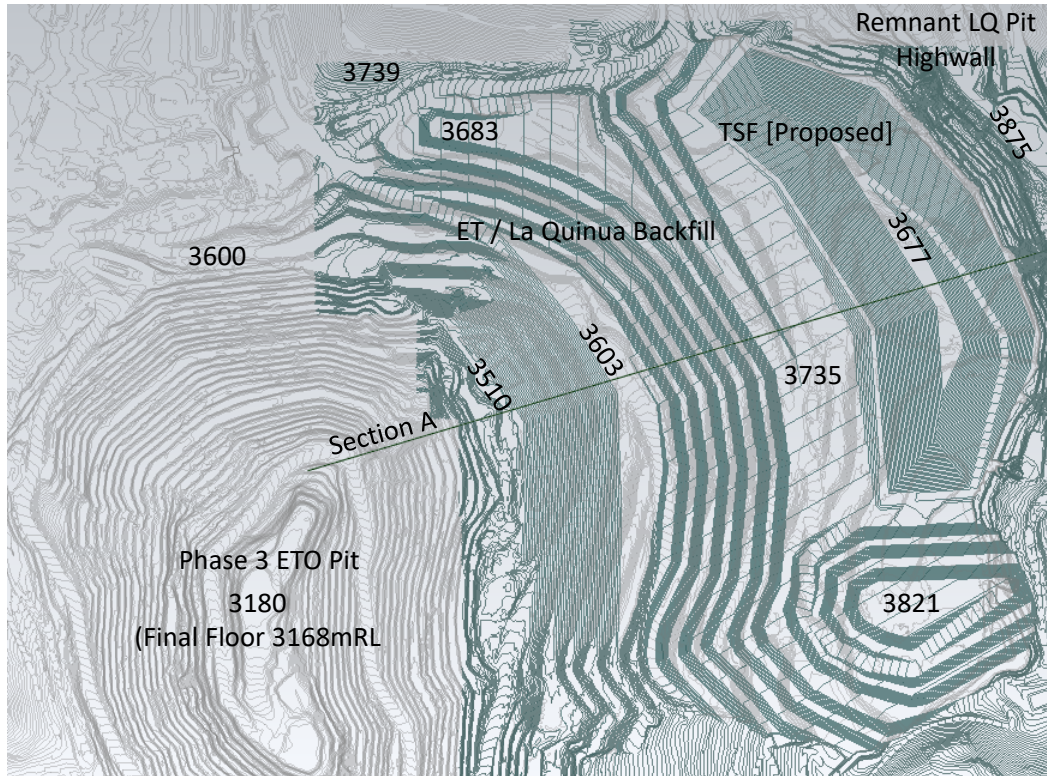 Remnant LQ Pit
Highwall
3739
3683
TSF [Proposed]
3875
ET / La Quinua Backfill
3677
3600
3603
3510
3735
Section A
Phase 3 ETO Pit
3180
(Final Floor 3168mRL
3821